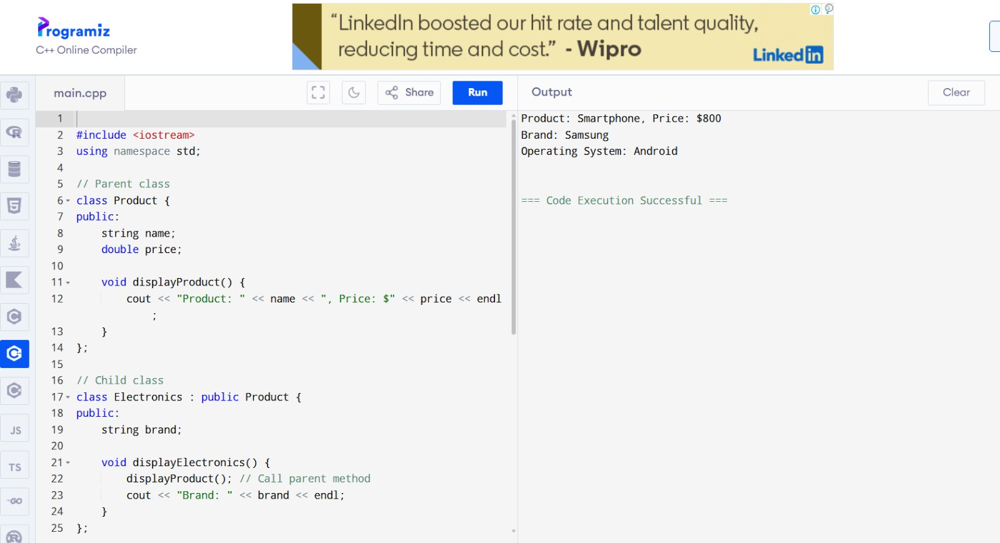 Programiz
C++ Online Compiler
“LinkedIn boosted our hit rate and talent quality,
reducing time and cost.” - Wipro
Linked in
main.cpp
Share
Run
Output
Clear
1
2 #include <iostream>
3 using namespace std;
4
5 // Parent class
6 class Product {
7 public:
8 string name;
9 double price;
10
11 void displayProduct() {
12 cout << "Product: " << name << ", Price: $" << price << endl
;
13 }
14 };
15
16 // Child class
17 class Electronics : public Product {
18 public:
19 string brand;
20
21 void displayElectronics() {
22 displayProduct(); // Call parent method
23 cout << "Brand: " << brand << endl;
24 }
25 };
Product: Smartphone, Price: $800
Brand: Samsung
Operating System: Android
=== Code Execution Successful ===
JS
TS
GO